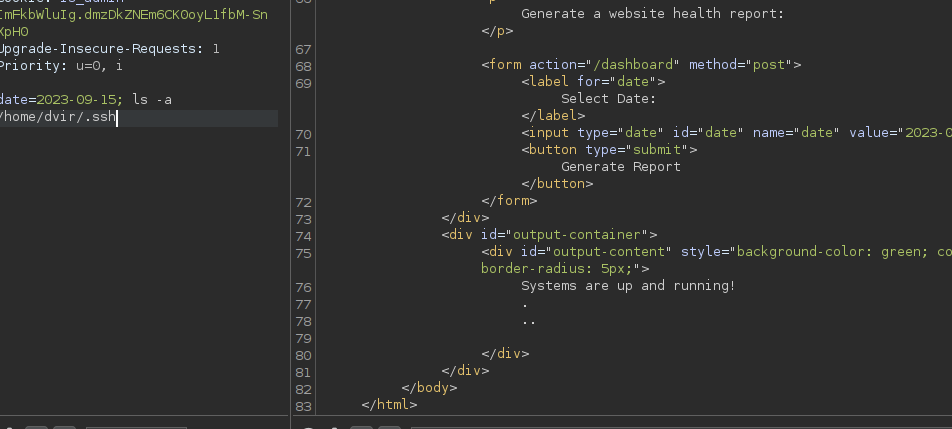 ImFkbWluIg.dmzDkZNEm6CK0oyL1fbM-Sn
XpH0
Upgrade-Insecure-Requests: 1
Priority: u=0, i
date=2023-09-15; ls -a
/home/dvir/.ssh
Generate a website health report:
</p>
67
68 <form action="/dashboard" method="post">
69 <label for="date">
Select Date:
</label>
70 <input type="date" id="date" name="date" value="2023-0
71 <button type="submit">
Generate Report
</button>
72 </form>
73 </div>
74 <div id="output-container">
75 <div id="output-content" style="background-color: green; co
border-radius: 5px;">
76 Systems are up and running!
77 .
78 ..
79
80 </div>
81 </div>
82 </body>
83 </html>